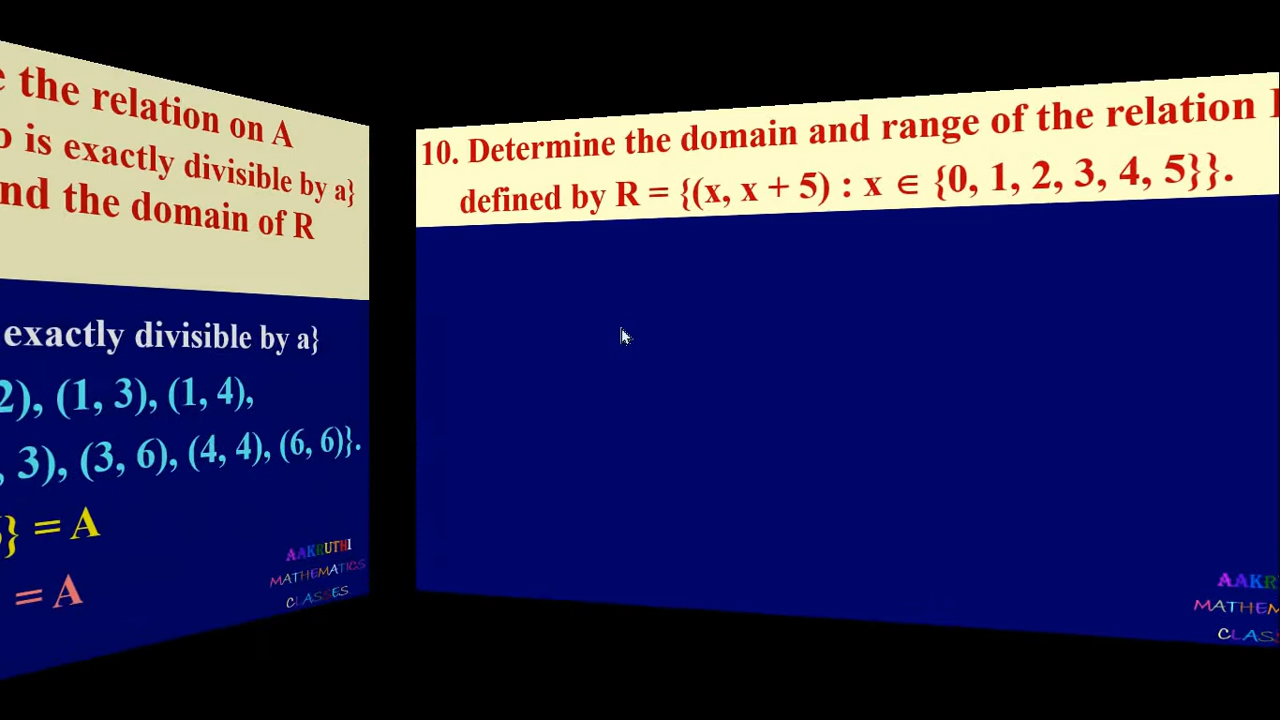 the relation on A
is exactly divisible by a}
the domain of R
exactly divisible by a}
(1, 3), (1, 4),
3), (3, 6), (4, 4), (6, 6)}.
} = A
= A
AAKRUTHI
MATHEMATICS
CLASSES
10. Determine the domain and range of the relation
defined by R = {(x, x + 5) : x ∈ {0, 1, 2, 3, 4, 5}}.